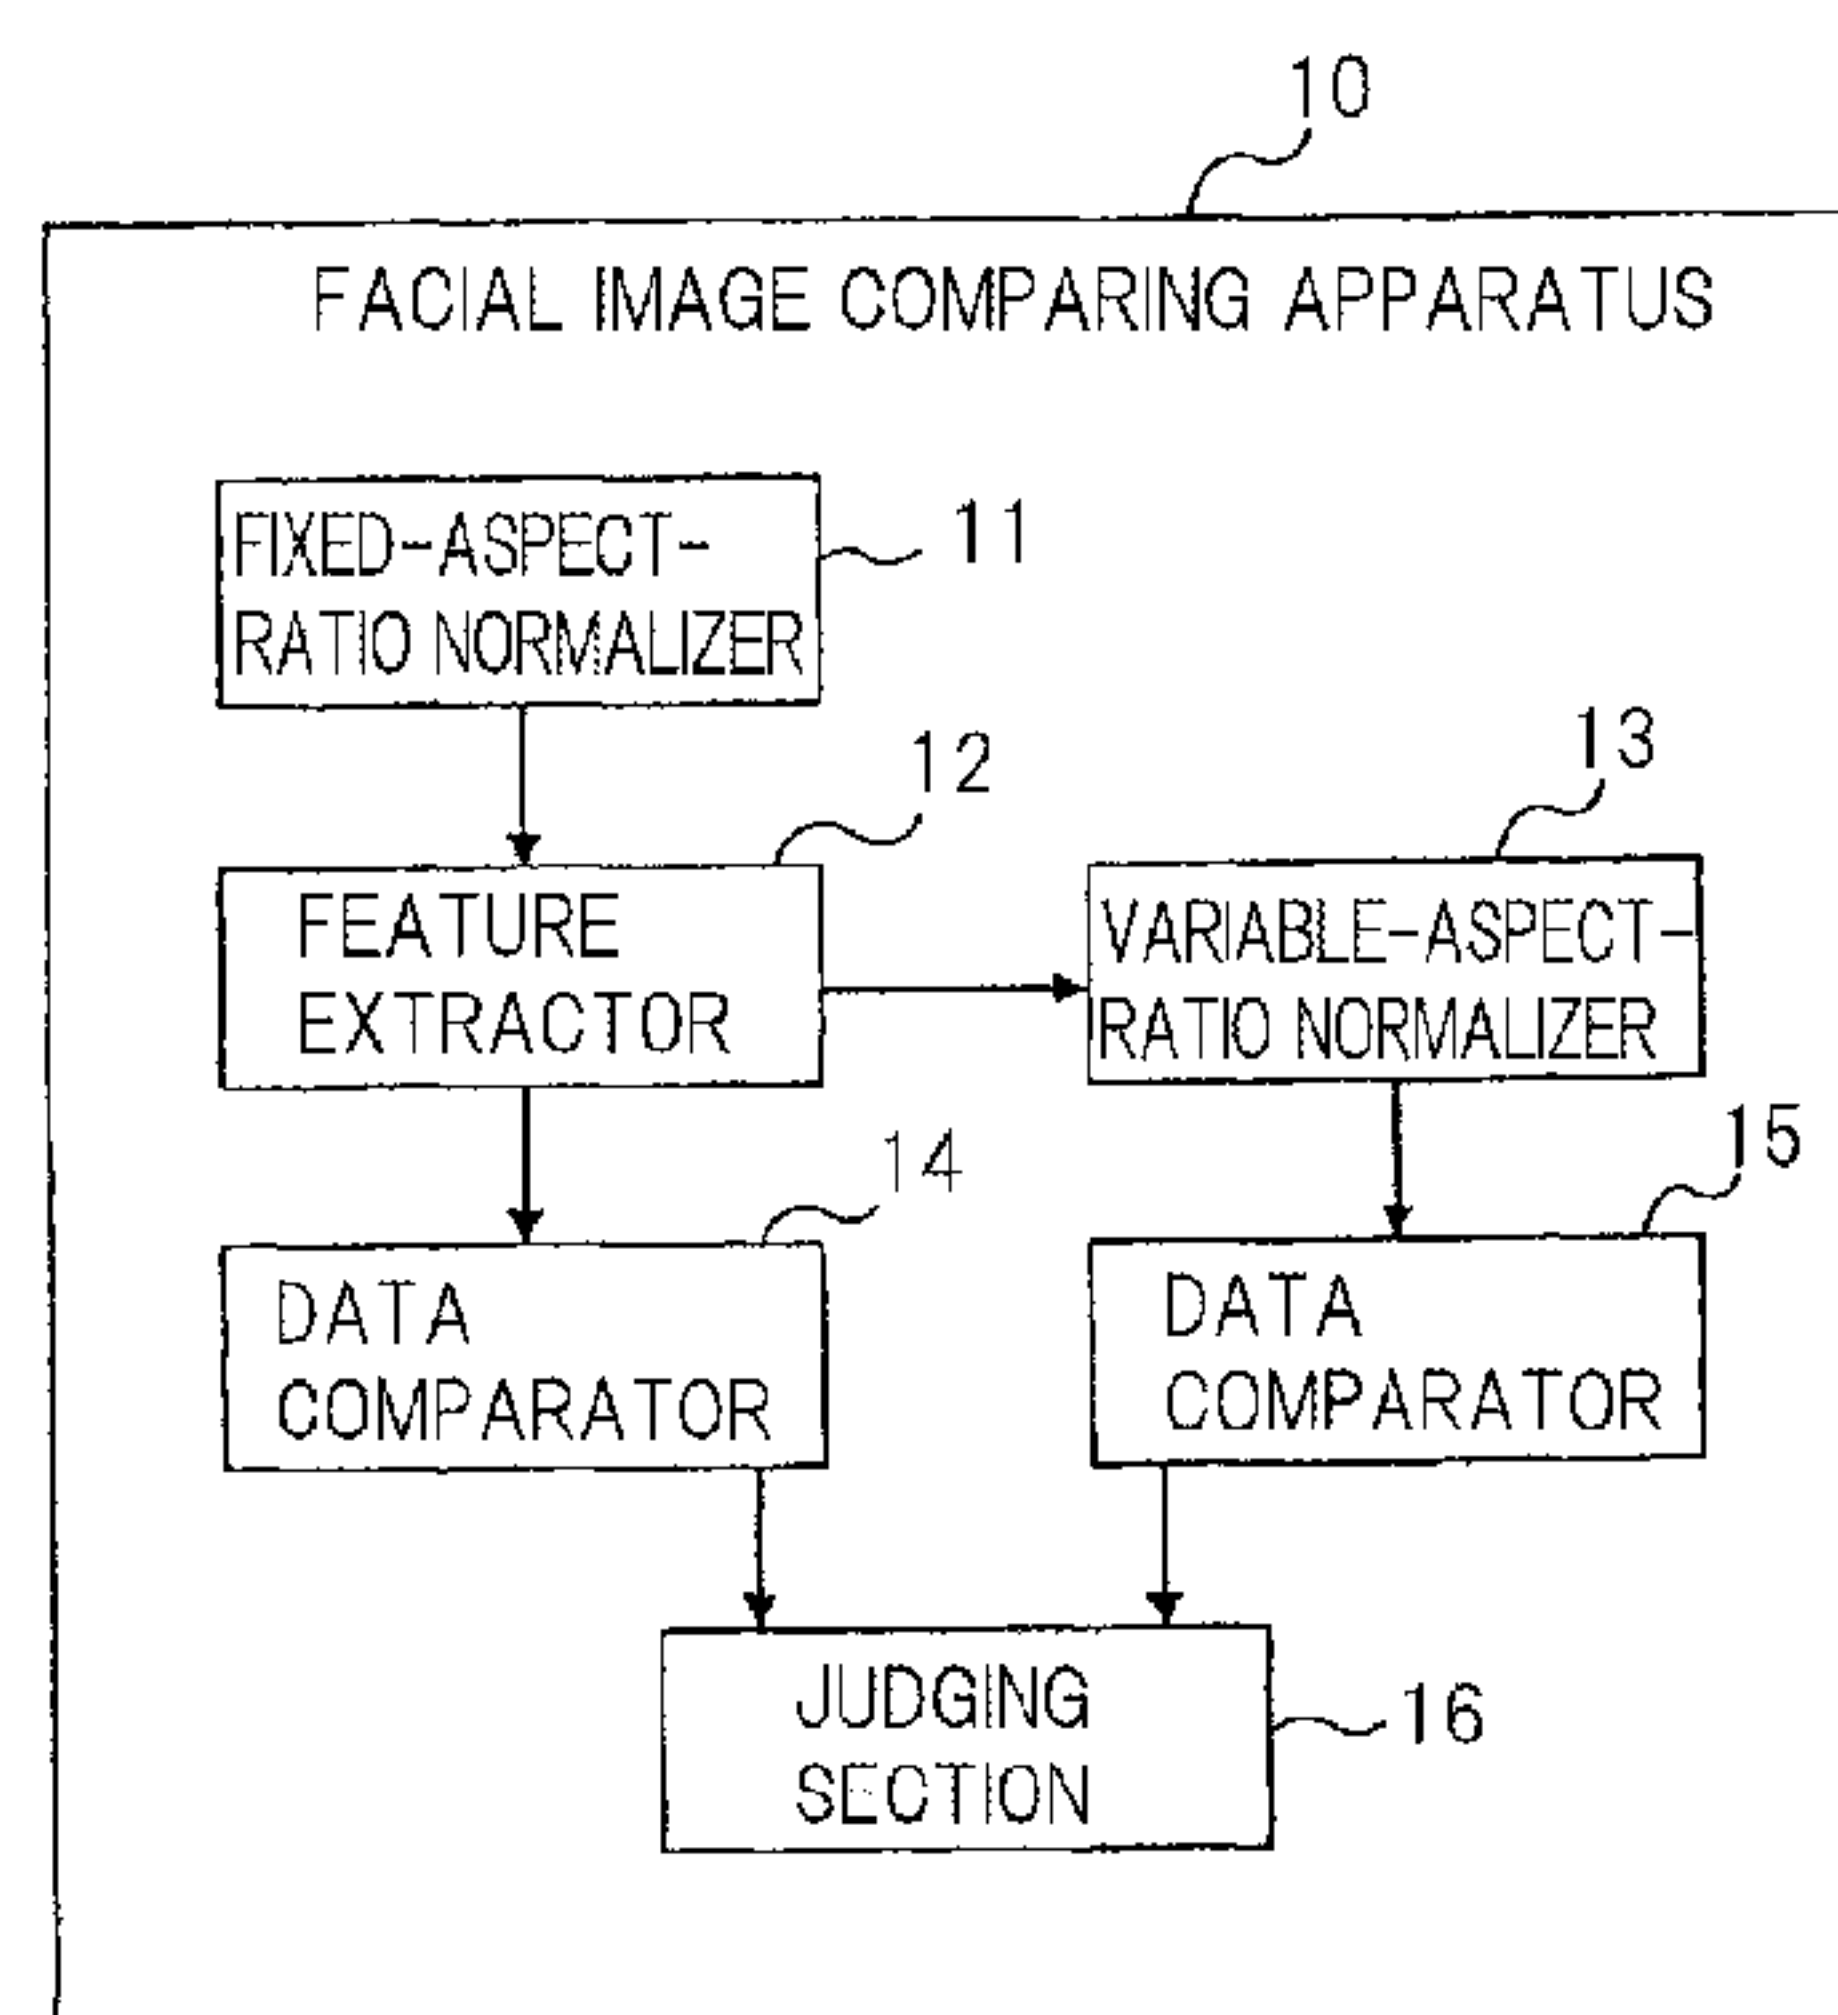 10
FACIAL IMAGE COMPARING APPARATUS
FIXED-ASPECT-
RATIO NORMALIZER
11
12
13
FEATURE
EXTRACTOR
VARIABLE-ASPECT-
RATIO NORMALIZER
14
15
DATA
COMPARATOR
DATA
COMPARATOR
JUDGING
SECTION
16